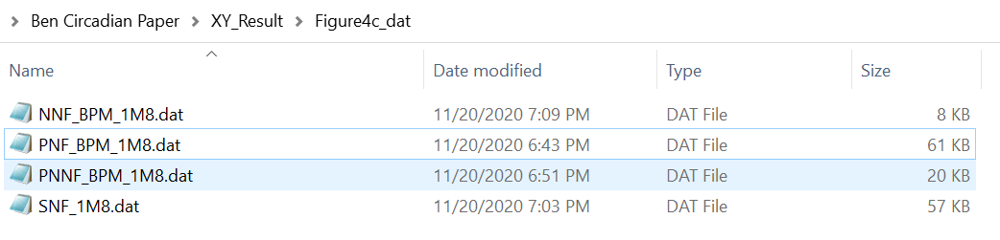 > Ben Circadian Paper > XY_Result > Figure4c_dat
Name Date modified Type Size
NNF_BPM_1M8.dat 11/20/2020 7:09 PM DAT File 8 KB
PNF_BPM_1M8.dat 11/20/2020 6:43 PM DAT File 61 KB
PNNF_BPM_1M8.dat 11/20/2020 6:51 PM DAT File 20 KB
SNF_1M8.dat 11/20/2020 7:03 PM DAT File 57 KB